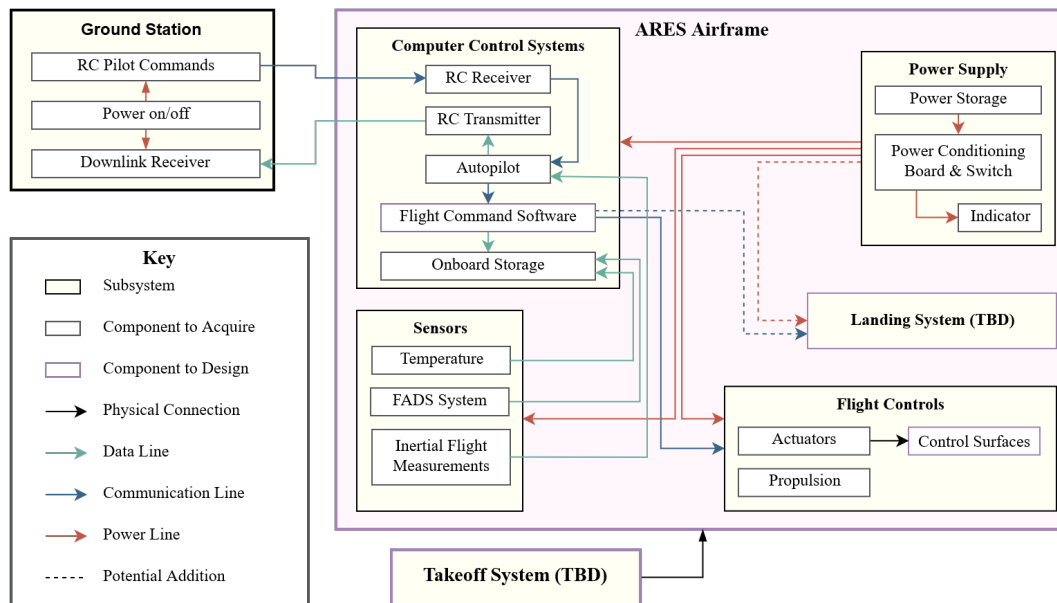 Ground Station
RC Pilot Commands
Power on/off
Downlink Receiver
ARES Airframe
Computer Control Systems
RC Receiver
RC Transmitter
Autopilot
Flight Command Software
Onboard Storage
Power Supply
Power Storage
Power Conditioning
Board & Switch
Indicator
Key
Subsystem
Component to Acquire
Component to Design
Physical Connection
Data Line
Communication Line
Power Line
Potential Addition
Sensors
Temperature
FADS System
Inertial Flight
Measurements
Landing System (TBD)
Flight Controls
Actuators
Control Surfaces
Propulsion
Takeoff System (TBD)